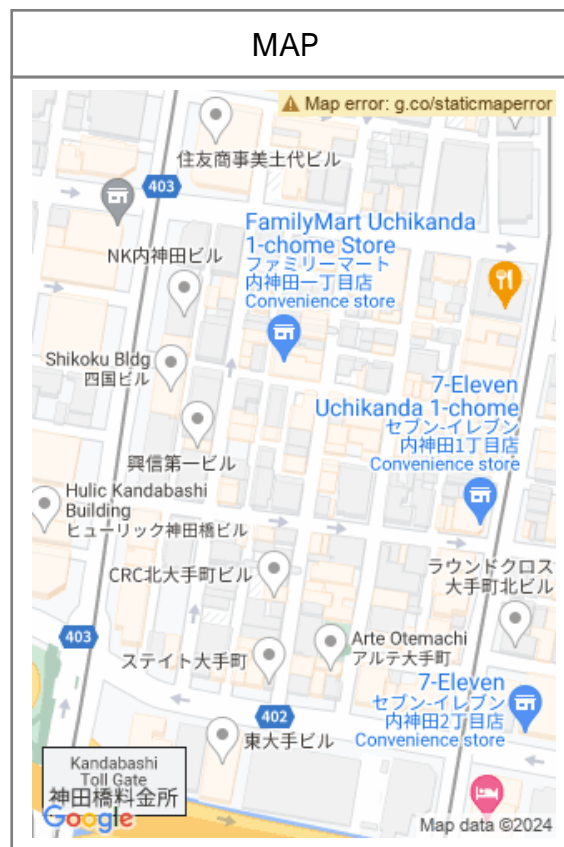 MAP
Map error: g.co/staticmaperror
住友商事美土代ビル
403
FamilyMart Uchikanda
1-chome Store
ファミリーマート
内神田一丁目店
Convenience store
NK内神田ビル
Shikoku Bldg
四国ビル
7-Eleven
Uchikanda 1-chome
セブン-イレブン
内神田1丁目店
Convenience store
興信第一ビル
Hulic Kandabashi
Building
ヒューリック神田橋ビル
CRC北大手町ビル
ラウンドクロス
大手町北ビル
403
ステイト大手町
Arte Otemachi
アルテ大手町
7-Eleven
セブン-イレブン
内神田2丁目店
Convenience store
402
東大手ビル
Kandabashi
Toll Gate
神田橋料金所
Google
Map data ©2024